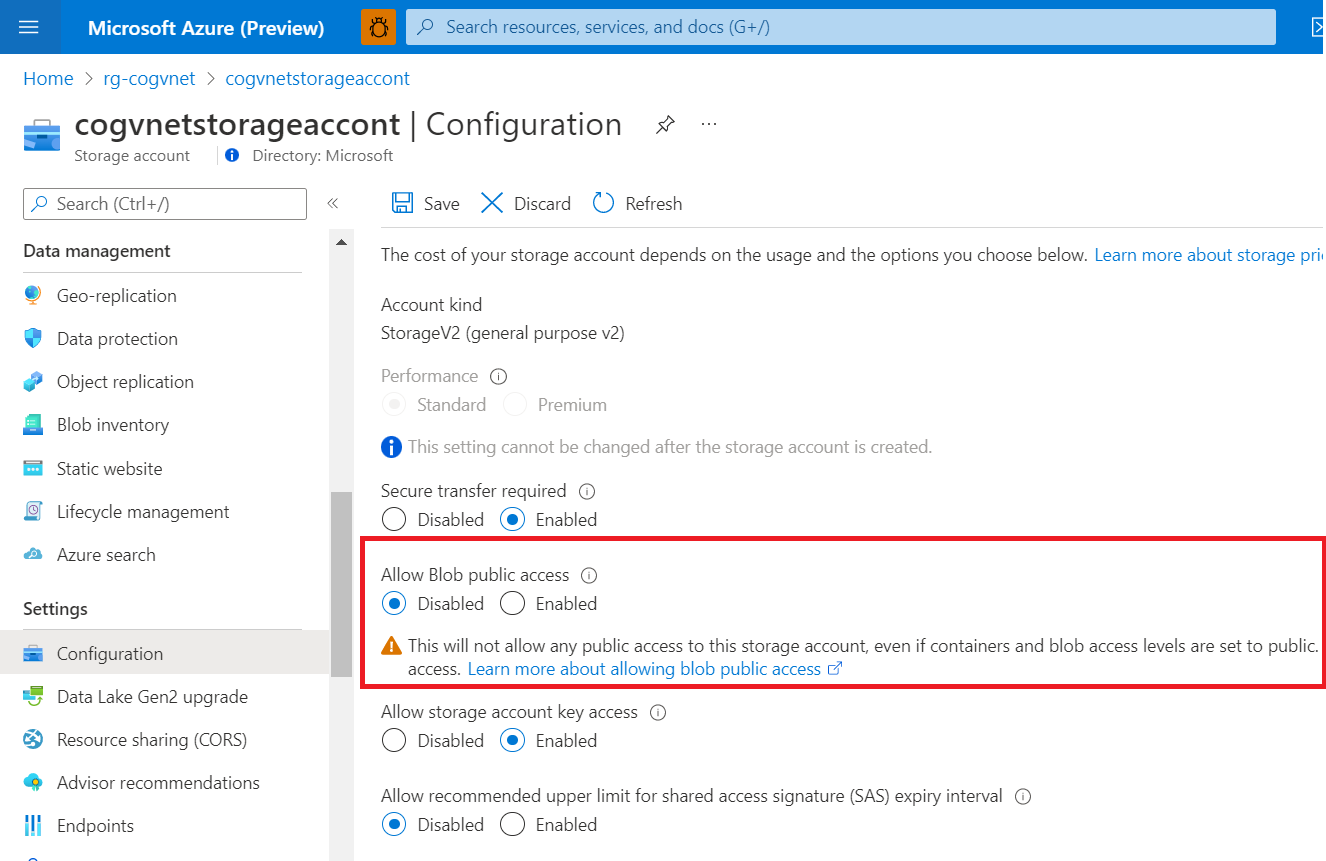 Microsoft Azure (Preview)
Search resources, services, and docs (G+/)
Home > rg-cogvnet > cogvnetstorageaccont
cogvnetstorageaccont | Configuration
Storage account
Directory: Microsoft
Search (Ctrl+/)
Data management
Geo-replication
Data protection
Object replication
Blob inventory
Static website
Lifecycle management
Azure search
Settings
Configuration
Data Lake Gen2 upgrade
Resource sharing (CORS)
Advisor recommendations
Endpoints
Save Discard Refresh
The cost of your storage account depends on the usage and the options you choose below. Learn more about storage pri
Account kind
StorageV2 (general purpose v2)
Performance
Standard Premium
This setting cannot be changed after the storage account is created.
Secure transfer required
Disabled Enabled
Allow Blob public access
Disabled Enabled
This will not allow any public access to this storage account, even if containers and blob access levels are set to public.
access. Learn more about allowing blob public access
Allow storage account key access
Disabled Enabled
Allow recommended upper limit for shared access signature (SAS) expiry interval
Disabled Enabled